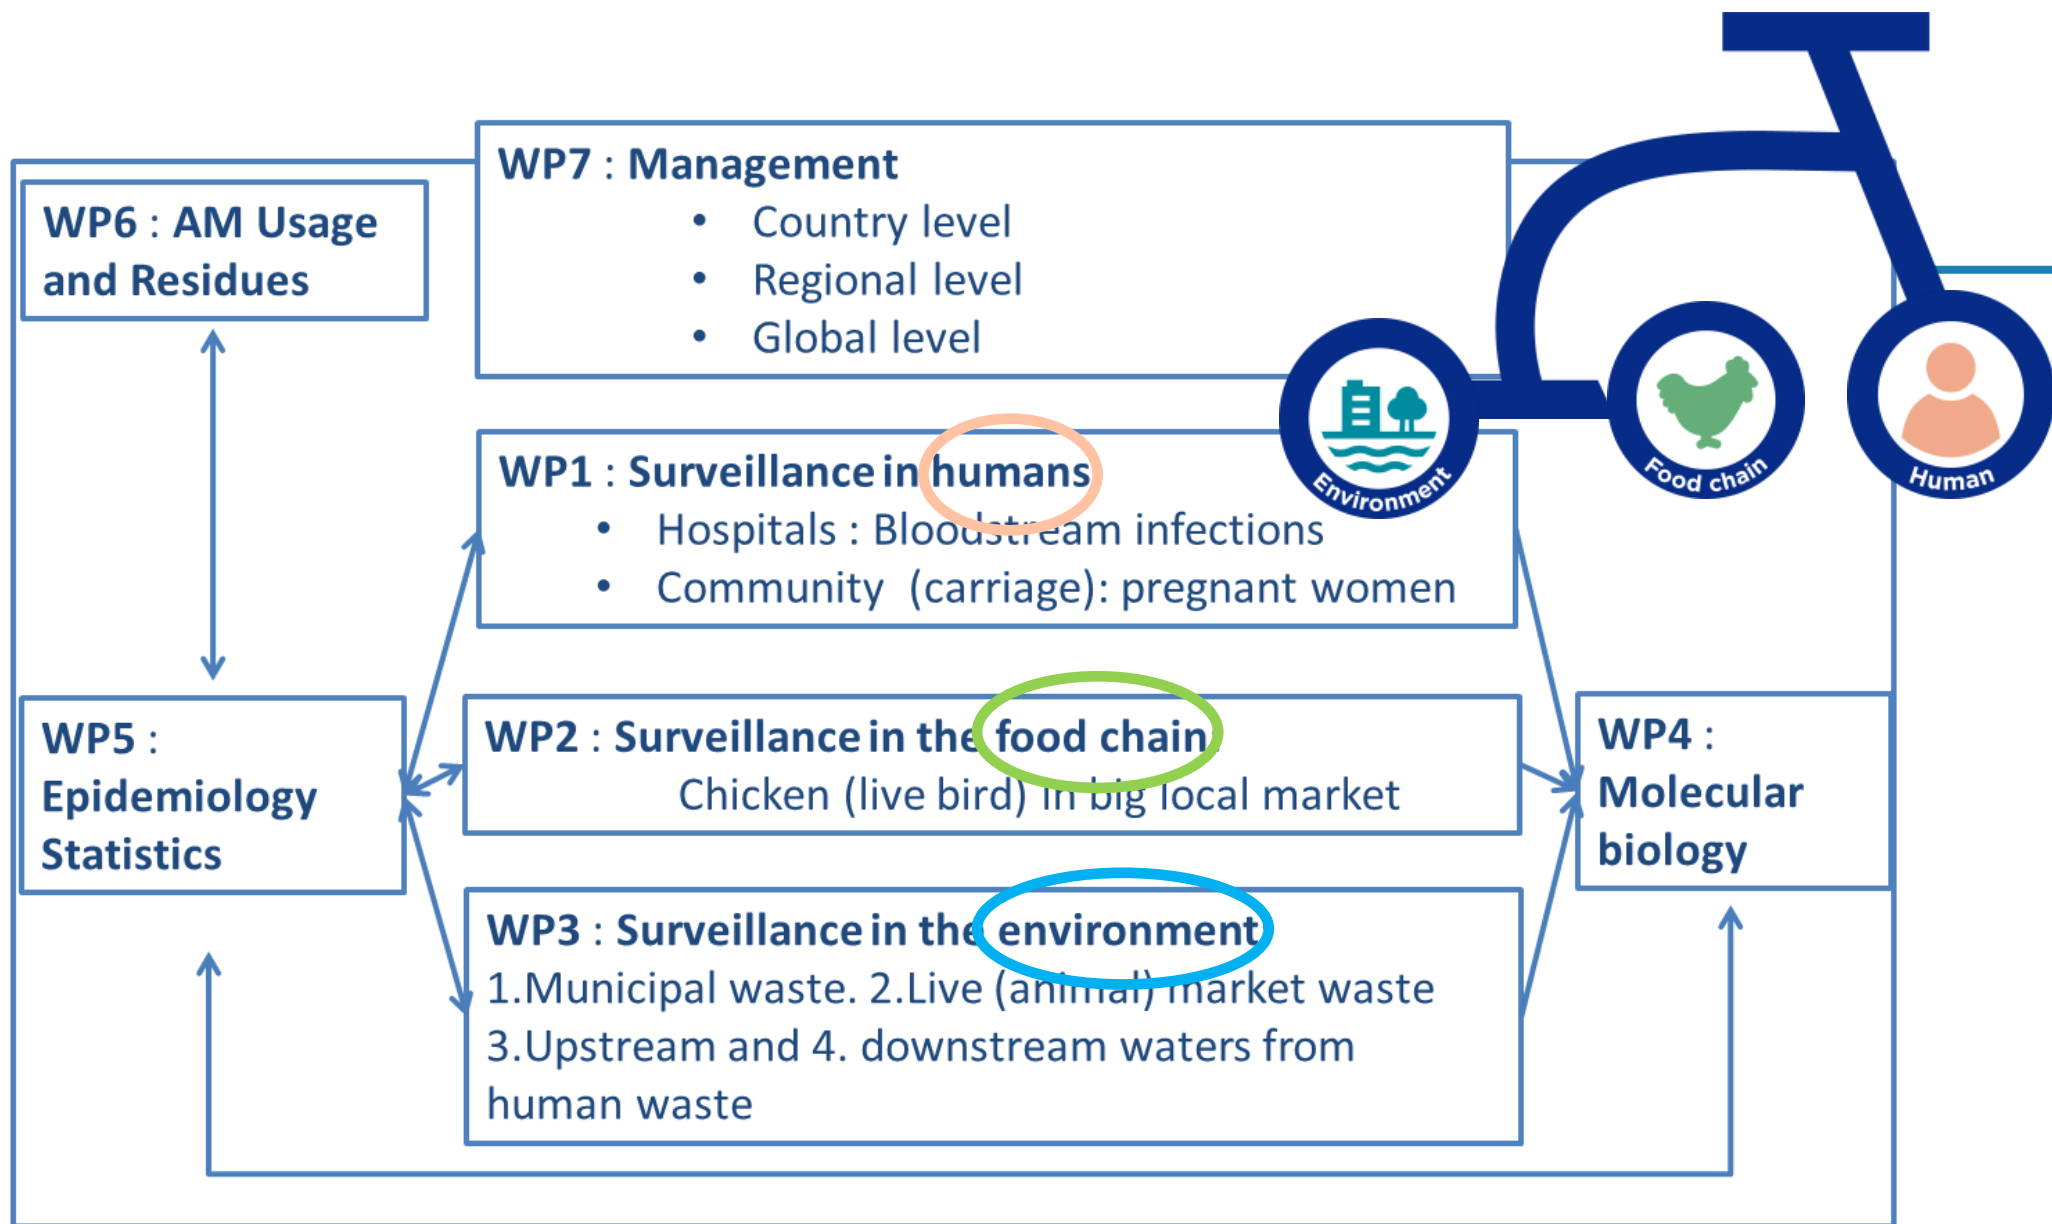 WP7 : Management
• Country level
• Regional level
• Global level
WP6 : AM Usage
and Residues
Environment
Food chain
Human
WP1 : Surveillance in humans
• Hospitals : Bloodstream infections
• Community (carriage): pregnant women
WP5 :
Epidemiology
Statistics
WP2 : Surveillance in the food chain:
Chicken (live bird) in big local market
WP4 :
Molecular
biology
WP3 : Surveillance in the environment
1.Municipal waste. 2.Live (animal) market waste
3.Upstream and 4. downstream waters from
human waste